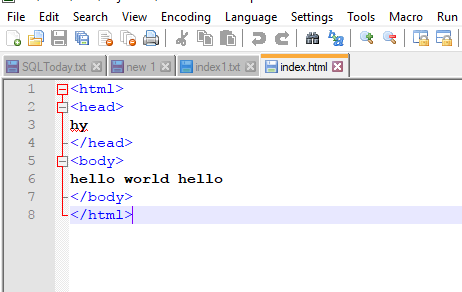 File Edit Search View Encoding Language Settings Tools Macro Run
SQLToday.txt new 1 index1.txt index.html
1 <html>
2 <head>
3 hy
4 </head>
5 <body>
6 hello world hello
7 </body>
8 </html>